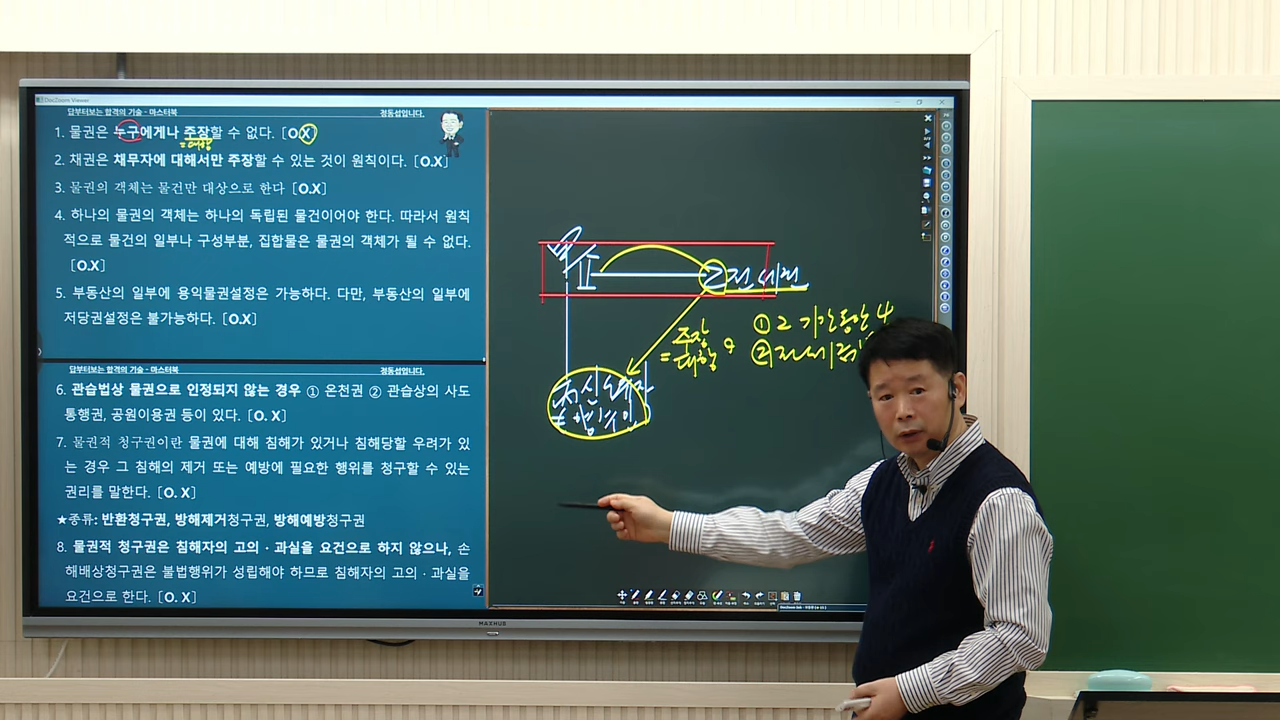 DocZoom Viewer
답부터보는 합격의 기술 - 마스터북 정동섭입니다.
1. 물권은 누구에게나 주장할 수 없다. [O.X]
=대항
2. 채권은 채무자에 대해서만 주장할 수 있는 것이 원칙이다. [O.X]
3. 물권의 객체는 물건만 대상으로 한다 [O.X]
4. 하나의 물권의 객체는 하나의 독립된 물건이어야 한다. 따라서 원칙
적으로 물건의 일부나 구성부분, 집합물은 물권의 객체가 될 수 없다.
[O.X]
5. 부동산의 일부에 용익물권설정은 가능하다. 다만, 부동산의 일부에
저당권설정은 불가능하다. [O.X]
답부터보는 합격의 기술 - 마스터북 정동섭입니다.
6. 관습법상 물권으로 인정되지 않는 경우 ① 온천권 ② 관습상의 사도
통행권, 공원이용권 등이 있다. [O. X]
7. 물권적 청구권이란 물권에 대해 침해가 있거나 침해당할 우려가 있
는 경우 그 침해의 제거 또는 예방에 필요한 행위를 청구할 수 있는
권리를 말한다. [O. X]
★종류: 반환청구권, 방해제거청구권, 방해예방청구권
8. 물권적 청구권은 침해자의 고의 · 과실을 요건으로 하지 않으나, 손
해배상청구권은 불법행위가 성립해야 하므로 침해자의 고의 · 과실을
요건으로 한다. [O. X]
乙전세권
주장
=대항
① 2
②전세
MAXHUB